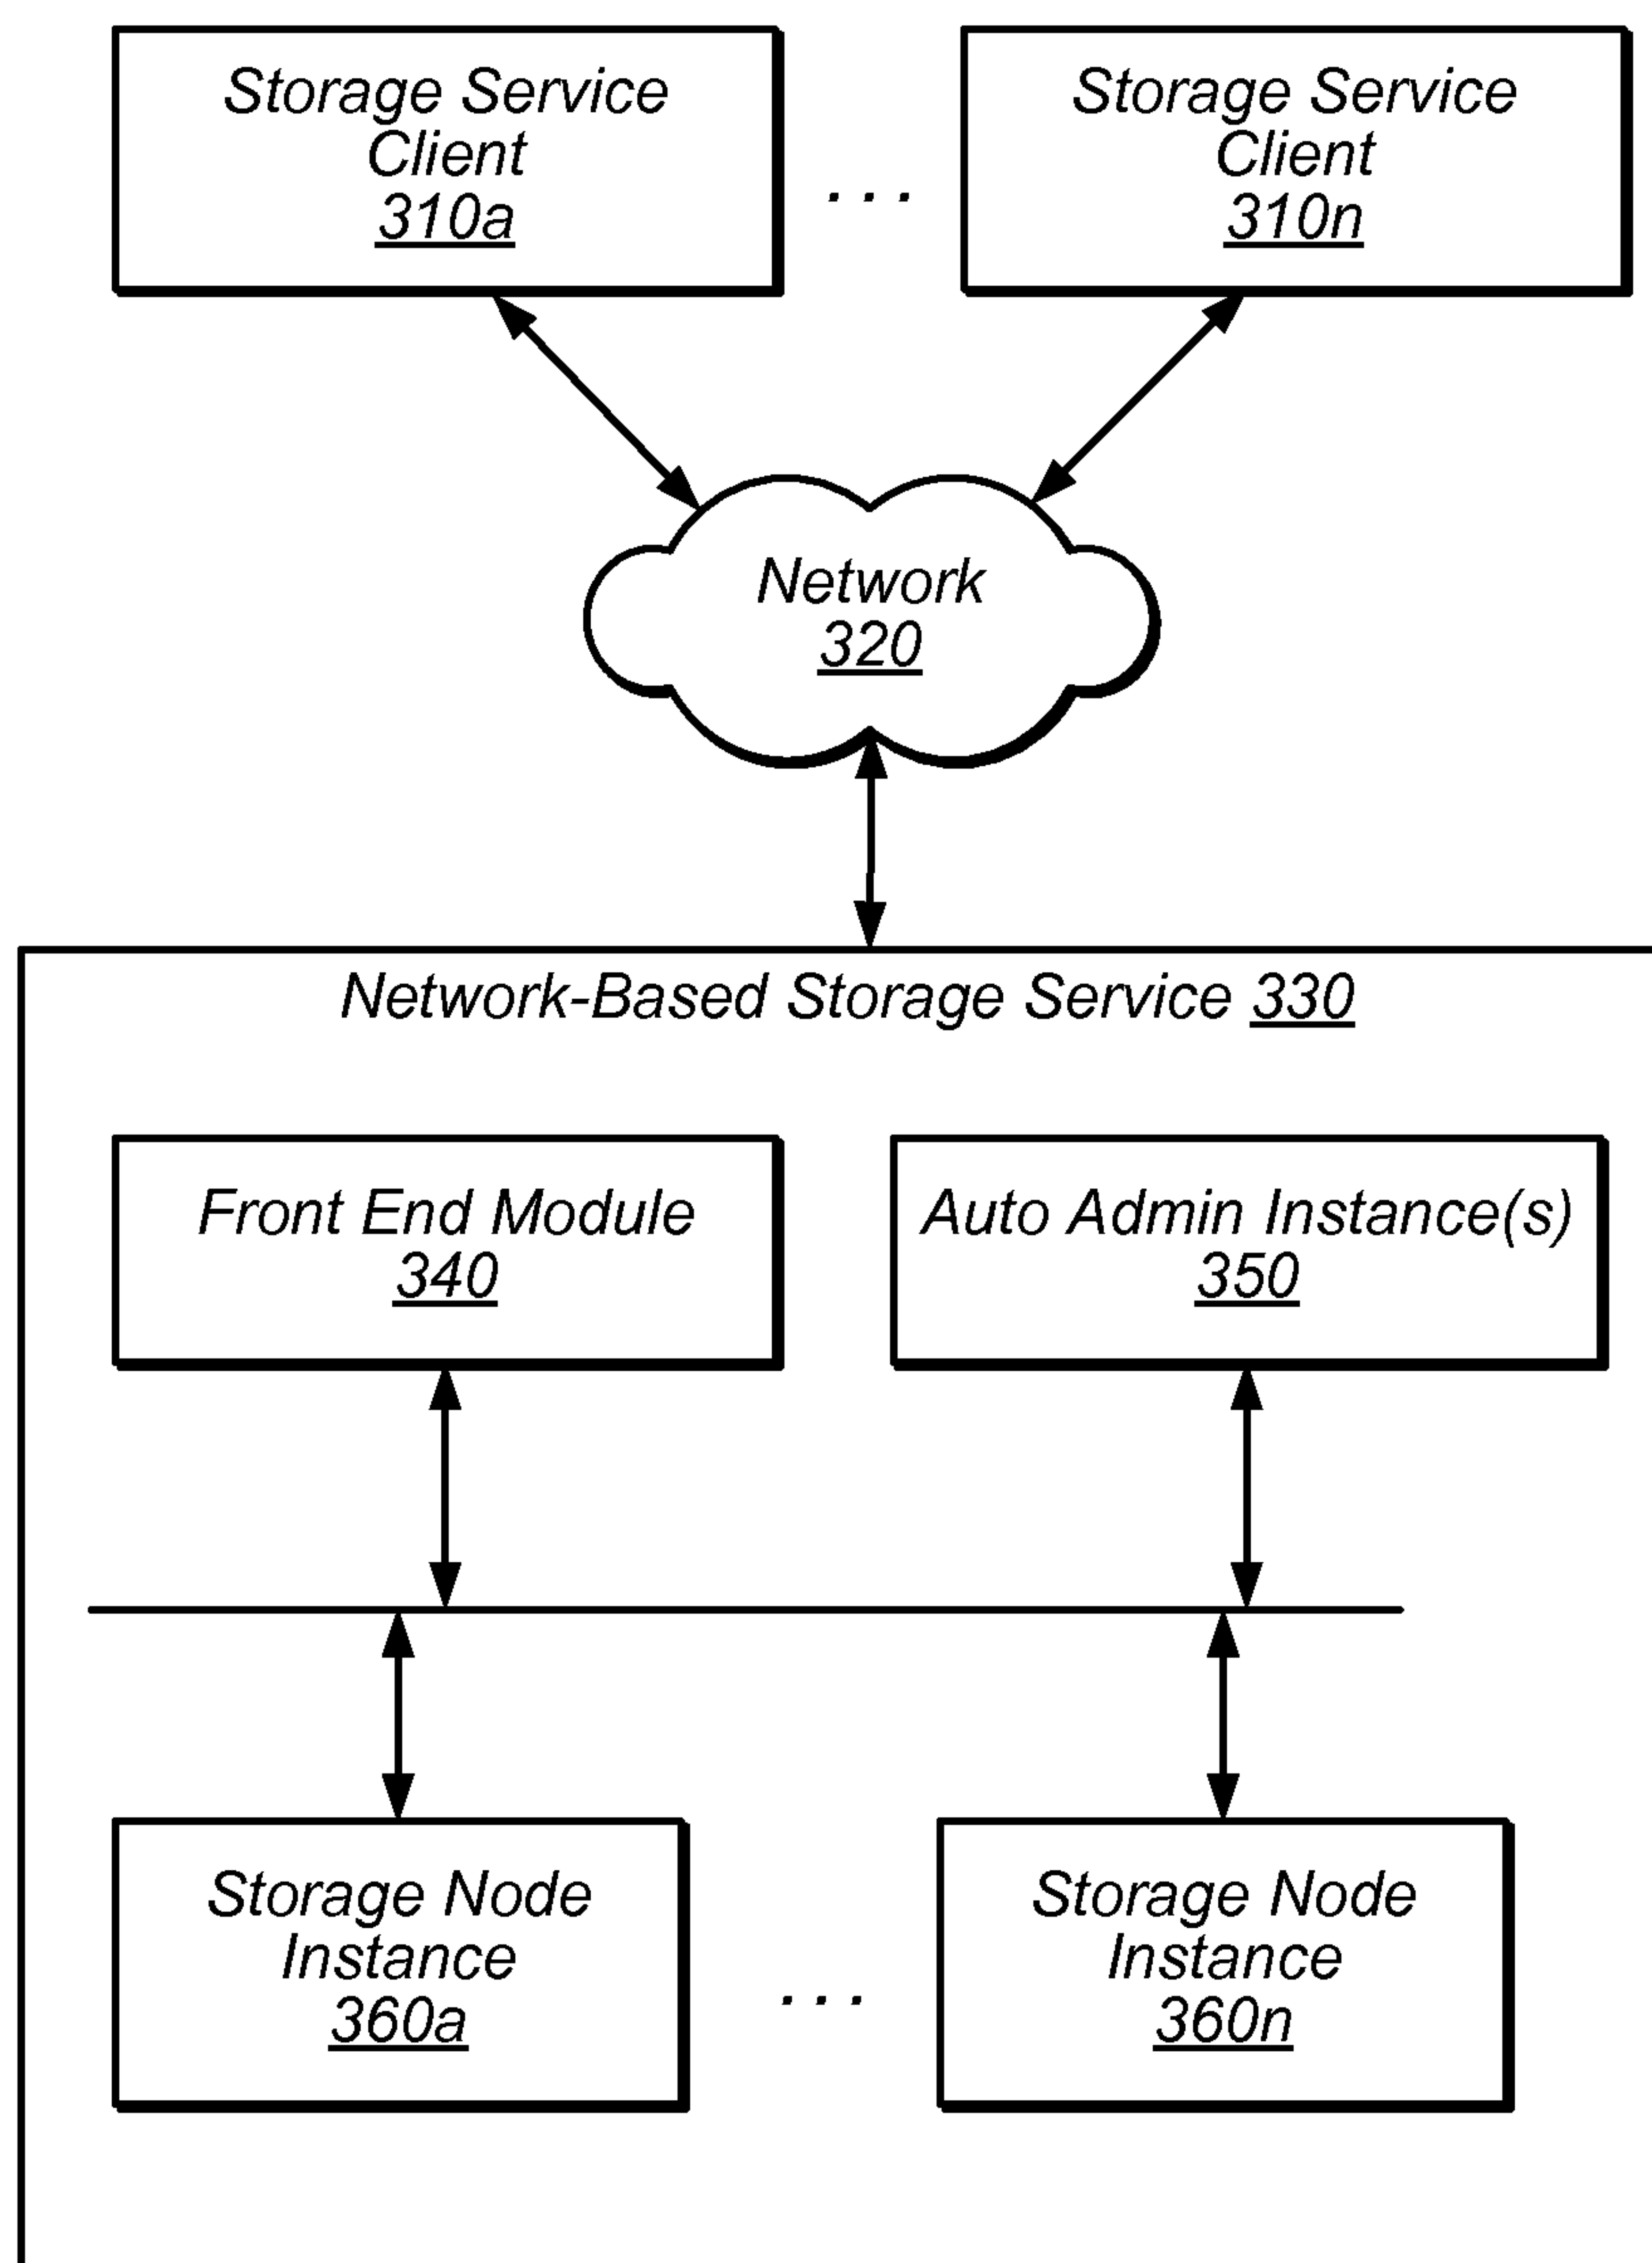 Storage Service
Client
310a
. . .
Storage Service
Client
310n
Network
320
Network-Based Storage Service 330
Front End Module
340
Auto Admin Instance(s)
350
Storage Node
Instance
360a
. . .
Storage Node
Instance
360n